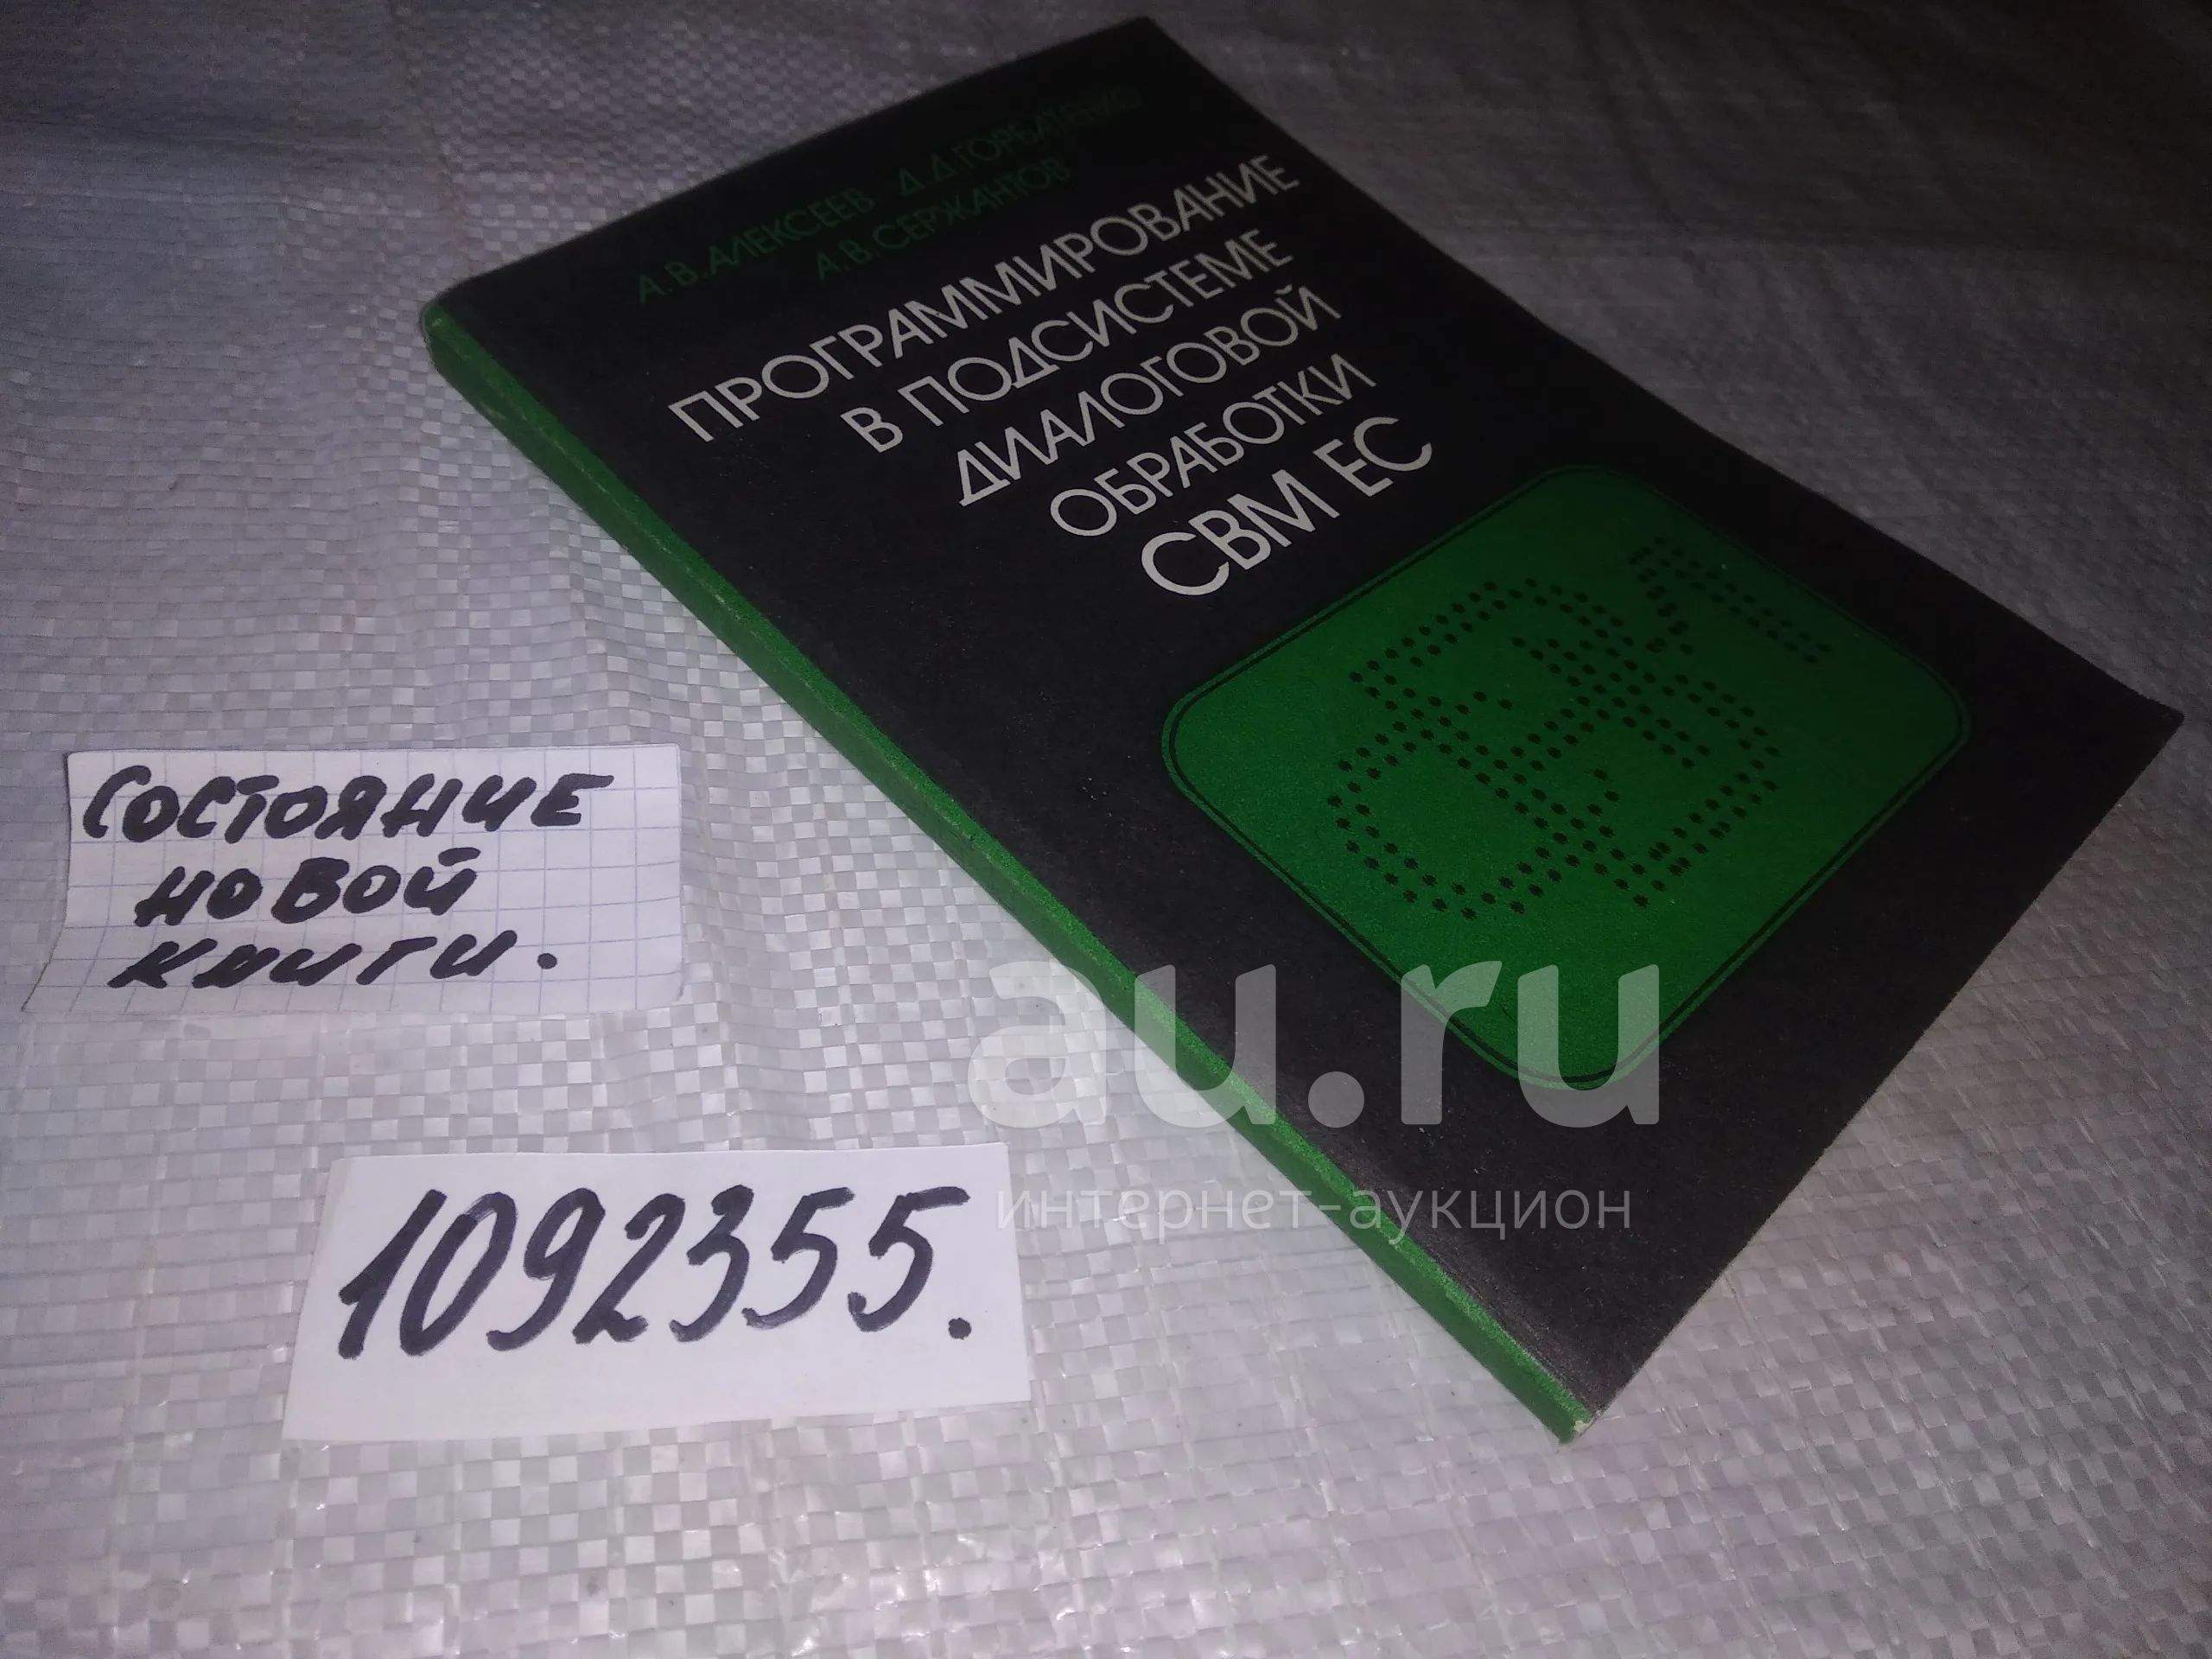 А.В.АЛЕКСЕЕВ Д.Д.ГОРБАТЕНКО
А.В.СЕРЖАНТОВ
ПРОГРАММИРОВАНИЕ
В ПОДСИСТЕМЕ
ДИАЛОГОВОЙ
ОБРАБОТКИ
СВМ ЕС
СОСТОЯНИЕ
НОВОЙ
КНИГИ.
au.ru
интернет-аукцион
1092355.